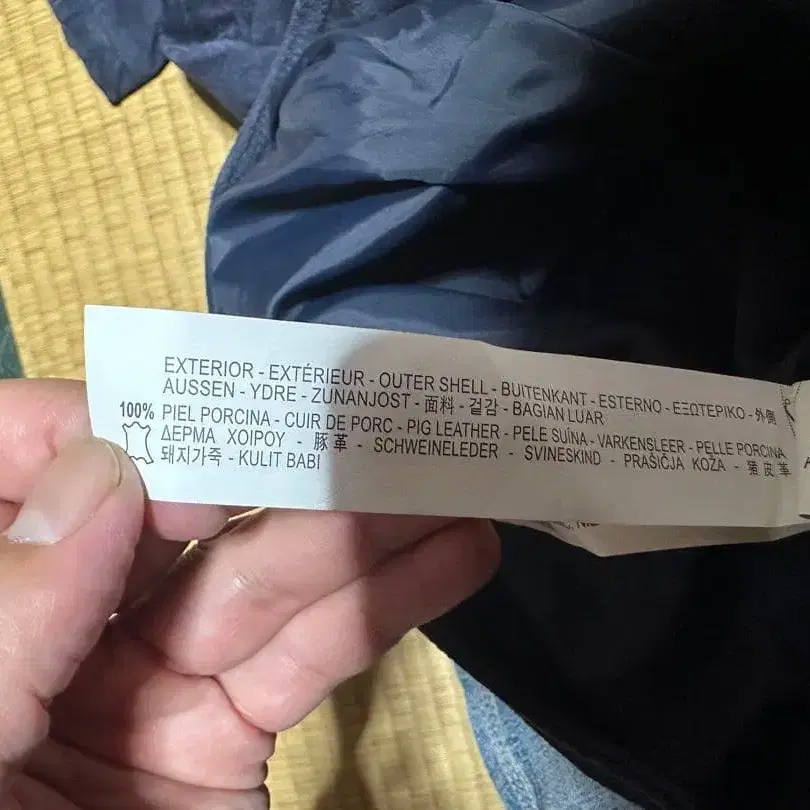 EXTERIOR - EXTÉRIEUR - OUTER SHELL - BUITENKANT - ESTERNO - ΕΞΩΤΕΡΙΚΟ - 外側
AUSSEN - YDRE - ZUNANJOST - 面料 - 겉감 - BAGIAN LUAR
100% PIEL PORCINA - CUIR DE PORC - PIG LEATHER - PELE SUÍNA - VARKENSLEER - PELLE PORCINA
ΔΕΡΜΑ ΧΟΙΡΟΥ - 豚革 - SCHWEINELEDER - SVINESKIND - PRAŠIČJA KOŽA - 猪皮革
돼지가죽 - KULIT BABI